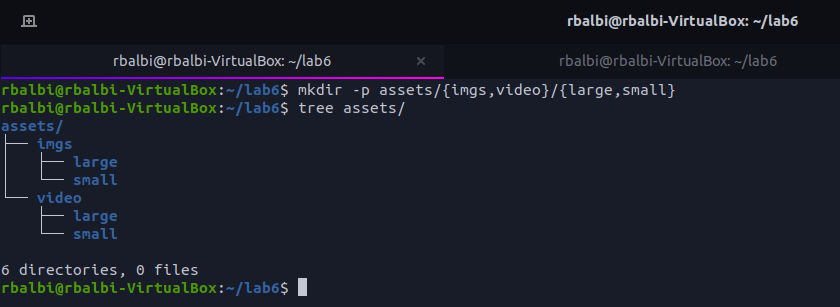 rbalbi@rbalbi-VirtualBox: ~/lab6
rbalbi@rbalbi-VirtualBox: ~/lab6 ×
rbalbi@rbalbi-VirtualBox: ~/lab6
rbalbi@rbalbi-VirtualBox:~/lab6$ mkdir -p assets/{imgs,video}/{large,small}
rbalbi@rbalbi-VirtualBox:~/lab6$ tree assets/
assets/
├── imgs
│   ├── large
│   └── small
└── video
    ├── large
    └── small
6 directories, 0 files
rbalbi@rbalbi-VirtualBox:~/lab6$